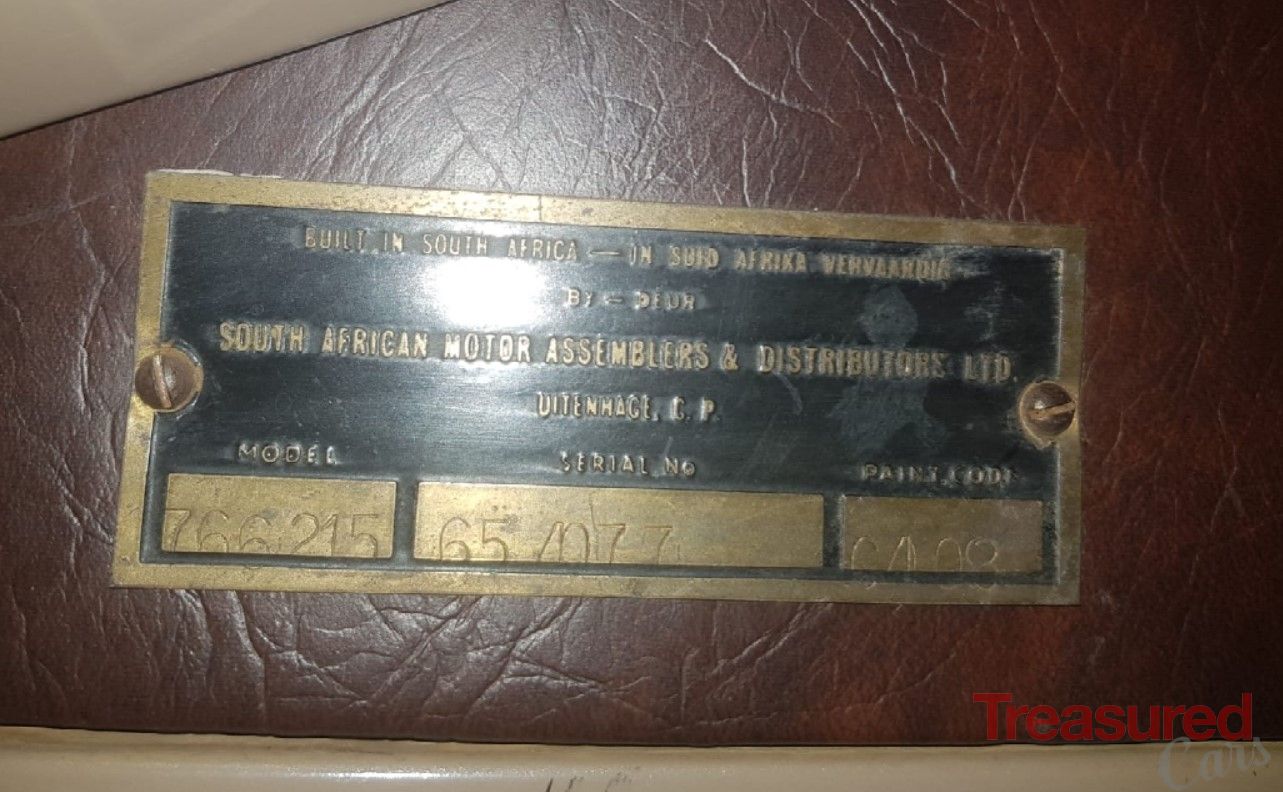 BUILT IN SOUTH AFRICA — IN SUID AFRIKA VERVAARDIG
BY — DEUR
SOUTH AFRICAN MOTOR ASSEMBLERS & DISTRIBUTORS LTD.
UITENHAGE, C. P.
MODEL SERIAL No PAINT.CODE
766215
Treasured
Cars